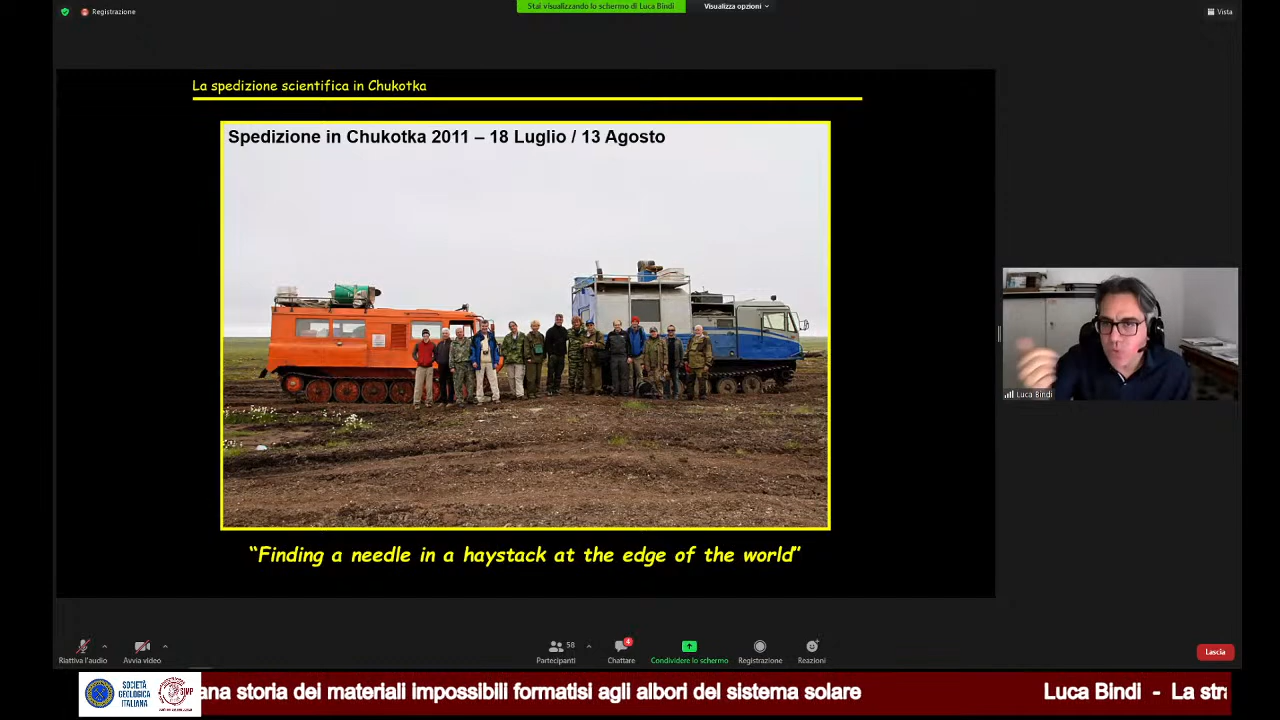 Registrazione
Stai visualizzando lo schermo di Luca Bindi
Visualizza opzioni
Vista
La spedizione scientifica in Chukotka
Spedizione in Chukotka 2011 – 18 Luglio / 13 Agosto
“Finding a needle in a haystack at the edge of the world”
Luca Bindi
58
4
Riattiva l'audio
Avvia video
Partecipanti
Chattare
Condividere lo schermo
Registrazione
Reazioni
Lascia
SOCIETÀ
GEOLOGICA
ITALIANA
SIMP
ana storia dei materiali impossibili formatisi agli albori del sistema solare
Luca Bindi - La stra